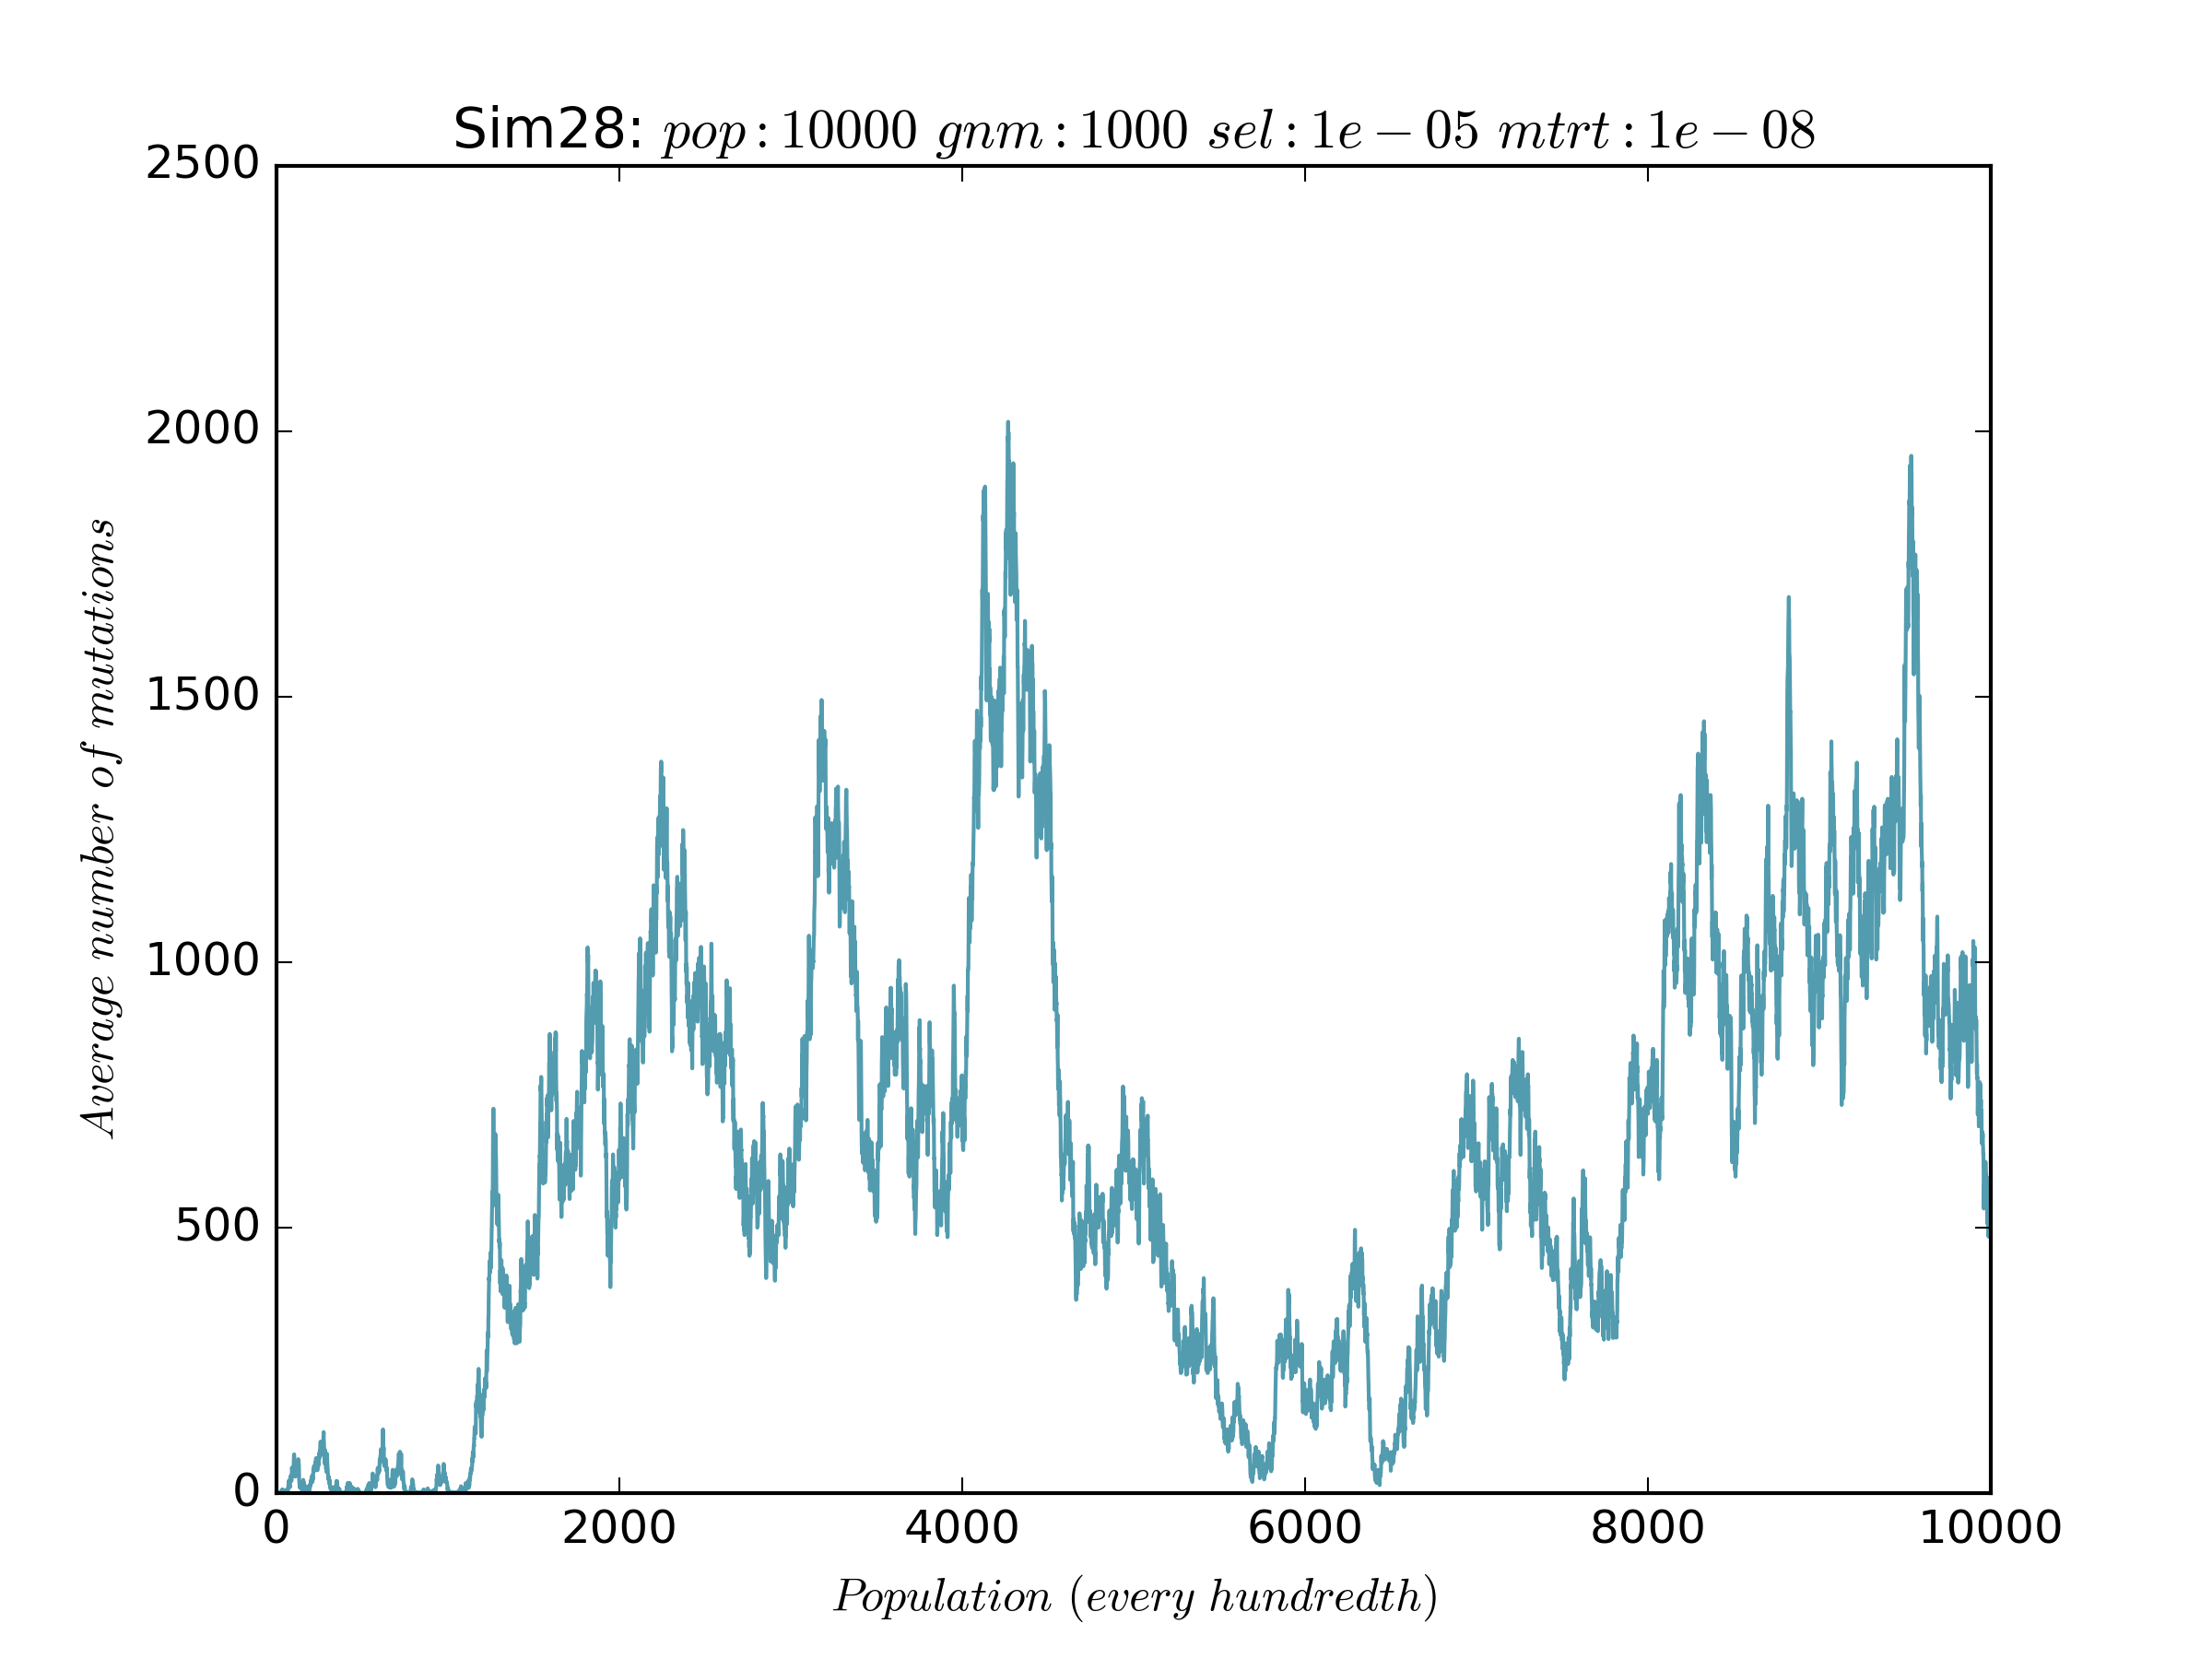 Sim28: pop : 10000 gnm : 1000 sel : 1e − 05 mtrt : 1e − 08
2500
2000
1500
1000
500
0
Average number of mutations
0 2000 4000 6000 8000 10000
Population (every hundredth)